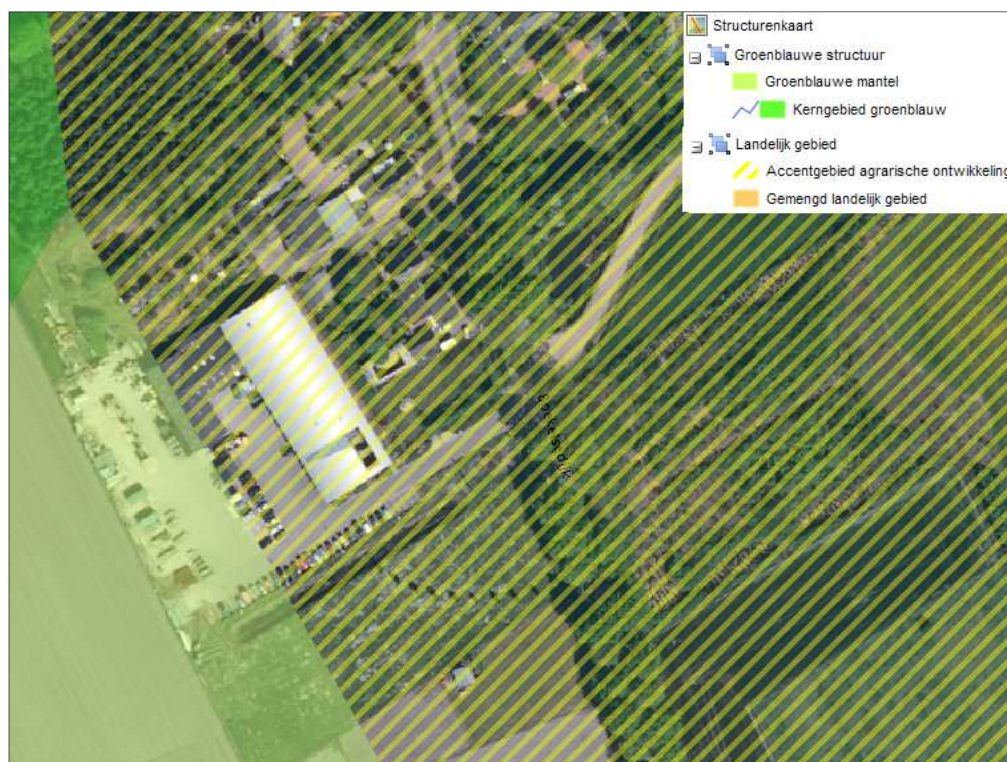 Structurenkaart
Groenblauwe structuur
Groenblauwe mantel
Kerngebied groenblauw
Landelijk gebied
Accentgebied agrarische ontwikkeling
Gemengd landelijk gebied